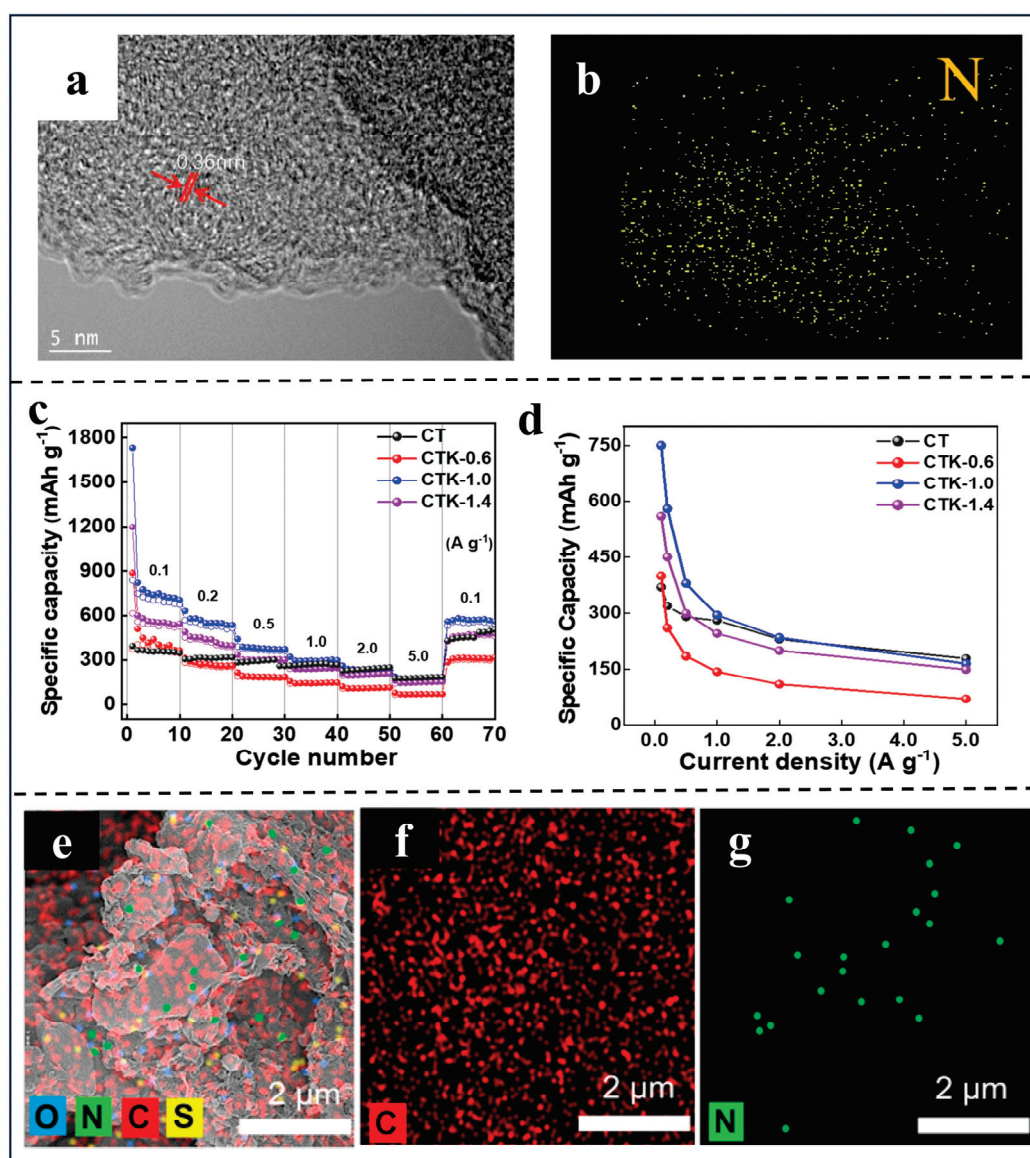 a
0.36nm
5 nm
b
N
c
Specific capacity (mAh g⁻¹)
1800
1500
1200
900
600
300
0
CT
CTK-0.6
CTK-1.0
CTK-1.4
(A g⁻¹)
0.1
0.2
0.5
1.0
2.0
5.0
0.1
0 10 20 30 40 50 60 70
Cycle number
d
Specific Capacity (mAh g⁻¹)
750
600
450
300
150
0
CT
CTK-0.6
CTK-1.0
CTK-1.4
0.0 1.0 2.0 3.0 4.0 5.0
Current density (A g⁻¹)
e
O N C S
2 μm
f
C
2 μm
g
N
2 μm